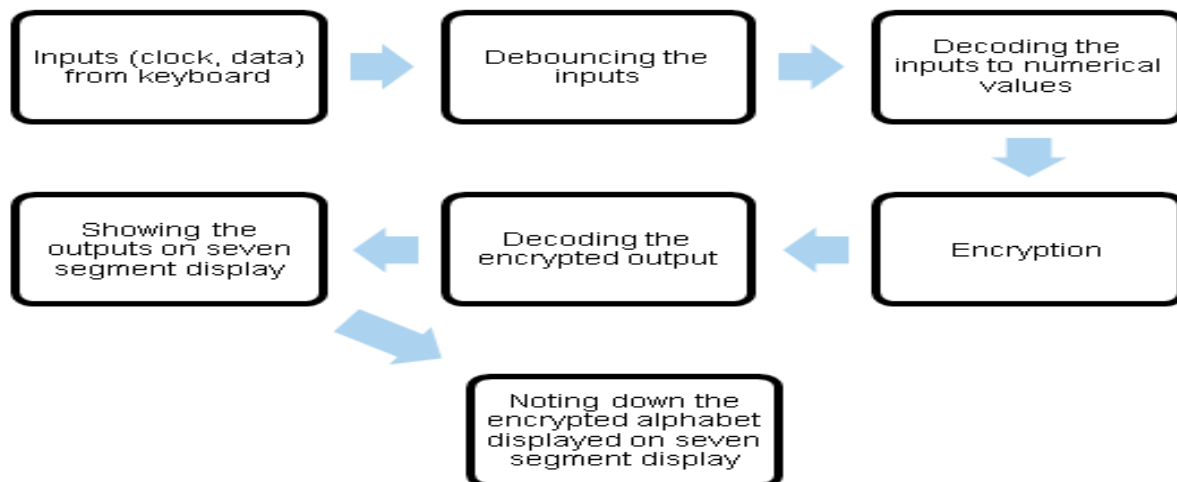 Inputs (clock, data)
from keyboard
Debouncing the
inputs
Decoding the
inputs to numerical
values
Encryption
Decoding the
encrypted output
Showing the
outputs on seven
segment display
Noting down the
encrypted alphabet
displayed on seven
segment display